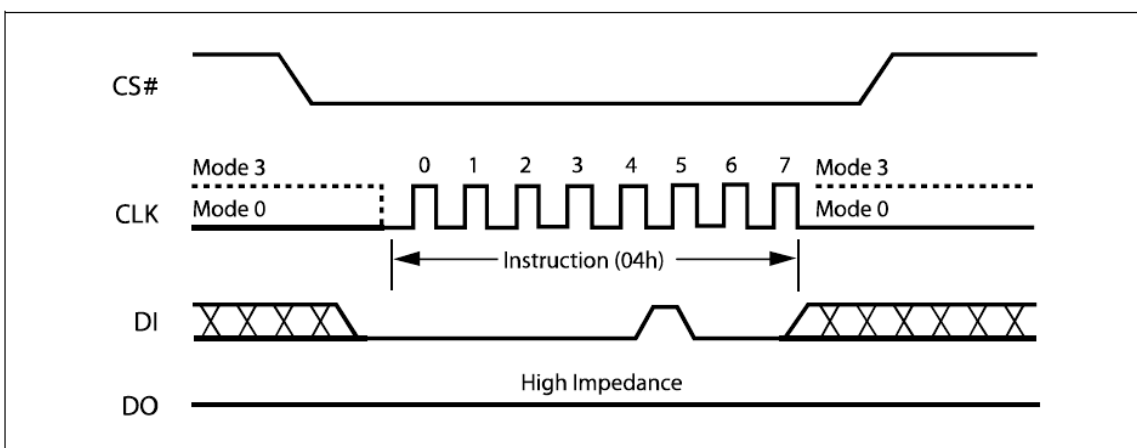 CS#
Mode 3
0 1 2 3 4 5 6 7
Mode 3
CLK
Mode 0
Mode 0
Instruction (04h)
DI
High Impedance
DO